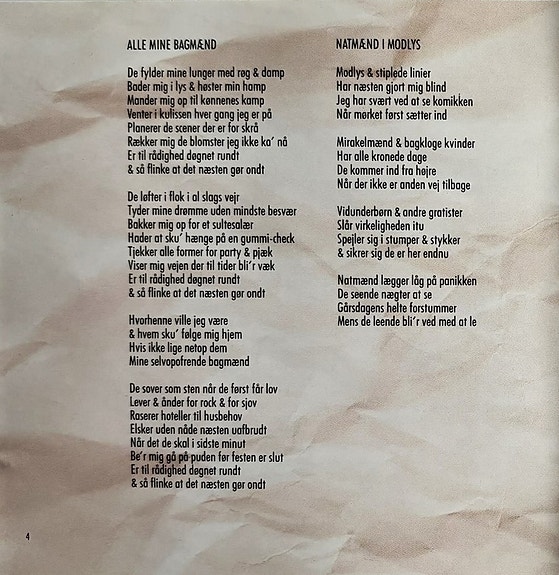 ALLE MINE BAGMÆND
De fylder mine lunger med røg & damp
Bader mig i lys & høster min hamp
Mander mig op til kønnenes kamp
Venter i kulissen hver gang jeg er på
Planerer de scener der er for skrå
Rækker mig de blomster jeg ikke ka' nå
Er til rådighed døgnet rundt
& så flinke at det næsten gør ondt
De løfter i flok i al slags vejr
Tyder mine drømme uden mindste besvær
Bakker mig op for et sultesalær
Hader at sku' hænge på en gummi-check
Tjekker alle former for party & pjæk
Viser mig vejen der til tider bli'r væk
Er til rådighed døgnet rundt
& så flinke at det næsten gør ondt
Hvorhenne ville jeg være
& hvem sku' følge mig hjem
Hvis ikke lige netop dem
Mine selvopofrende bagmænd
De sover som sten når de først får lov
Lever & ånder for rock & for sjov
Raserer hoteller til husbehov
Elsker uden nåde næsten uafbrudt
Når det de skal i sidste minut
Be'r mig gå på puden før festen er slut
Er til rådighed døgnet rundt
& så flinke at det næsten gør ondt
NATMÆND I MODLYS
Modlys & stiplede linier
Har næsten gjort mig blind
Jeg har svært ved at se komikken
Når mørket først sætter ind
Mirakelmænd & bagkloge kvinder
Har alle kronede dage
De kommer ind fra højre
Når der ikke er anden vej tilbage
Vidunderbørn & andre gratister
Slår virkeligheden itu
Spejler sig i stumper & stykker
& sikrer sig de er her endnu
Natmænd lægger låg på panikken
De seende nægter at se
Gårsdagens helte forstummer
Mens de leende bli'r ved med at le
4